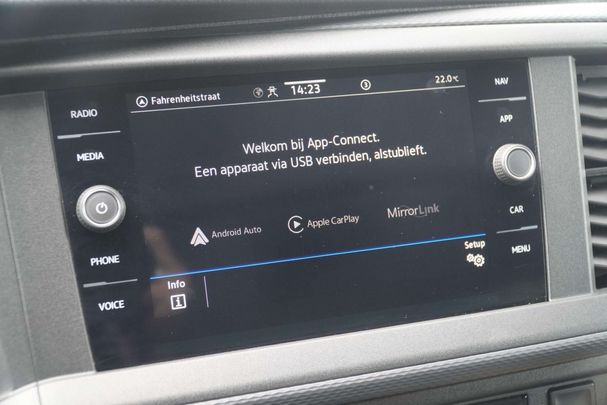 RADIO
MEDIA
PHONE
VOICE
Fahrenheitstraat
14:23
3
22.0°C
Welkom bij App-Connect.
Een apparaat via USB verbinden, alstublieft.
Android Auto
Apple CarPlay
MirrorLink
Setup
Info
i
NAV
APP
CAR
MENU